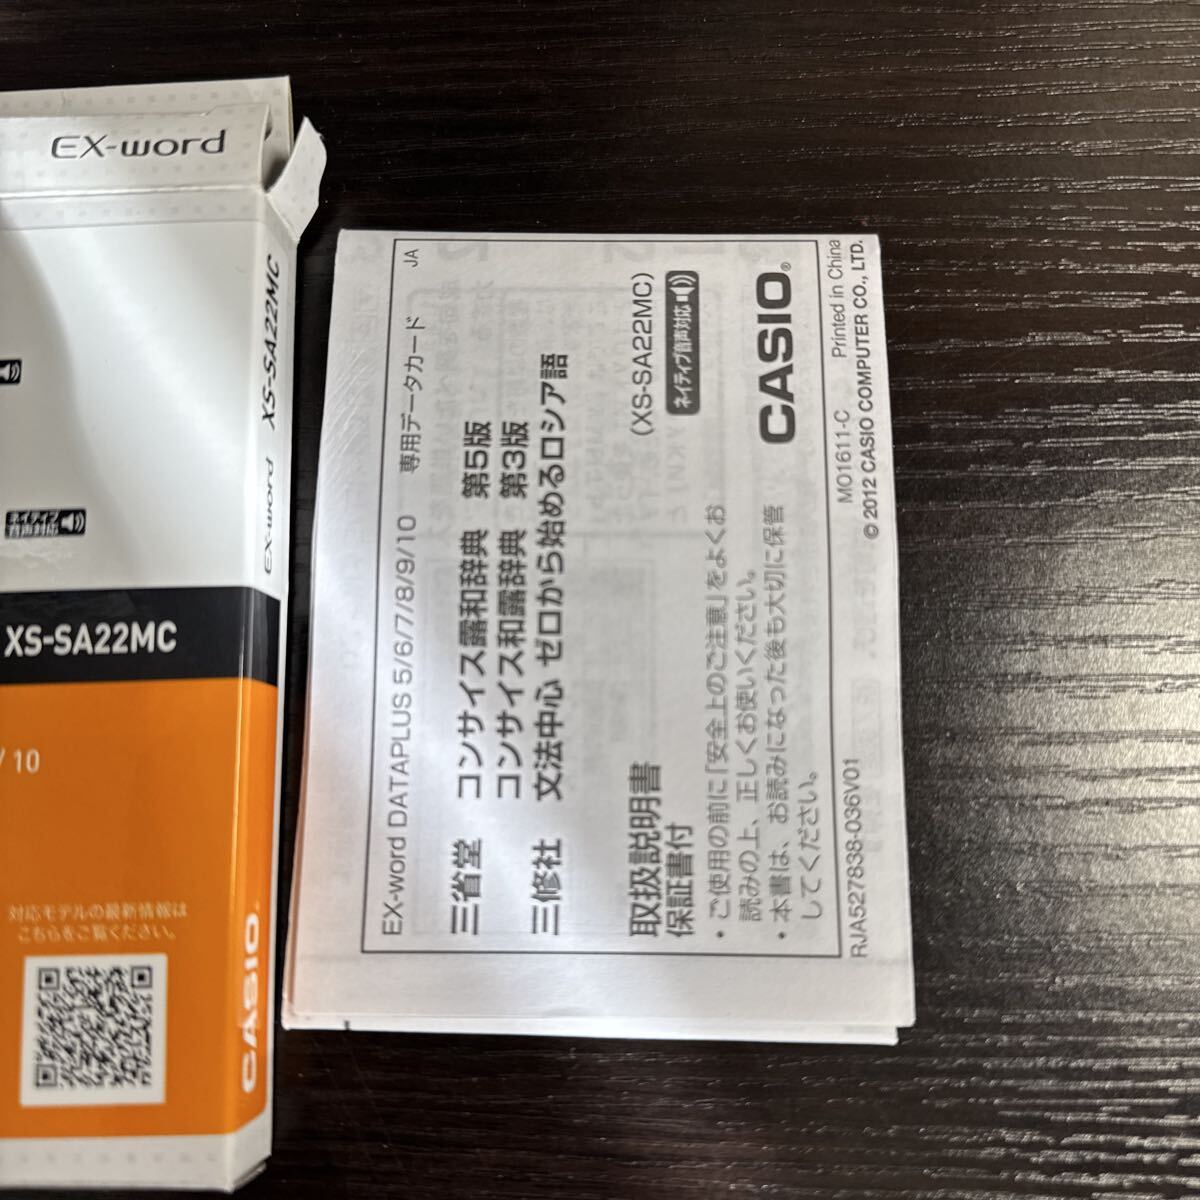 EX-word
EX-word XS-SA22MC
ネイティブ
音声対応
XS-SA22MC
/ 10
対応モデルの最新情報は
こちらをご覧ください。
CASIO
EX-word DATAPLUS 5/6/7/8/9/10 専用データカード JA
三省堂 コンサイス露和辞典 第5版
コンサイス和露辞典 第3版
三修社 文法中心 ゼロから始めるロシア語
(XS-SA22MC)
取扱説明書
保証書付
ネイティブ音声対応
・ご使用の前に「安全上のご注意」をよくお
読みの上、正しくお使いください。
・本書は、お読みになった後も大切に保管
してください。
CASIO®
RJA527838-036V01
MO1611-C Printed in China
© 2012 CASIO COMPUTER CO., LTD.